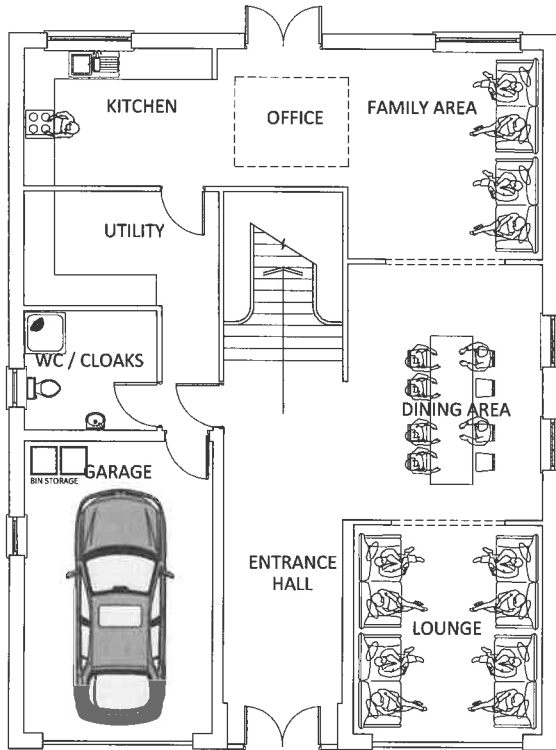 KITCHEN
OFFICE
FAMILY AREA
UTILITY
WC / CLOAKS
DINING AREA
GARAGE
BIN STORAGE
ENTRANCE
HALL
LOUNGE